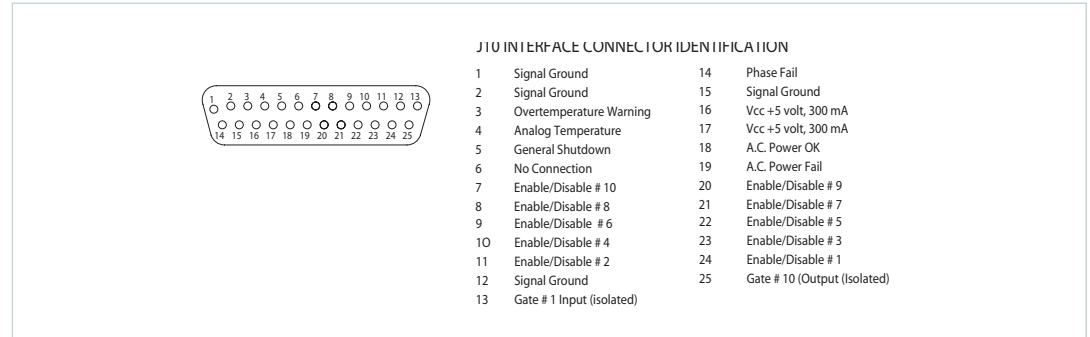 J10 INTERFACE CONNECTOR IDENTIFICATION
1 2 3 4 5 6 7 8 9 10 11 12 13
14 15 16 17 18 19 20 21 22 23 24 25
1 Signal Ground
2 Signal Ground
3 Overtemperature Warning
4 Analog Temperature
5 General Shutdown
6 No Connection
7 Enable/Disable # 10
8 Enable/Disable # 8
9 Enable/Disable # 6
1O Enable/Disable # 4
11 Enable/Disable # 2
12 Signal Ground
13 Gate # 1 Input (isolated)
14 Phase Fail
15 Signal Ground
16 Vcc +5 volt, 300 mA
17 Vcc +5 volt, 300 mA
18 A.C. Power OK
19 A.C. Power Fail
20 Enable/Disable # 9
21 Enable/Disable # 7
22 Enable/Disable # 5
23 Enable/Disable # 3
24 Enable/Disable # 1
25 Gate # 10 (Output (Isolated)